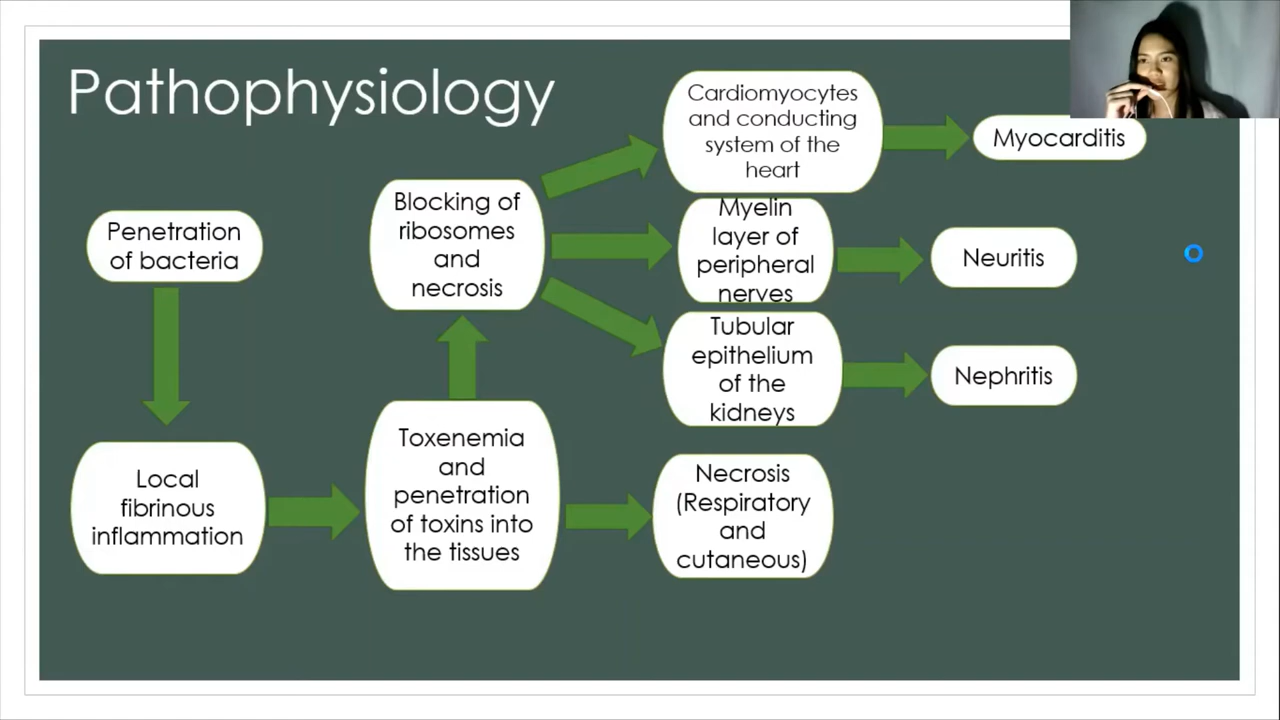 Pathophysiology
Penetration
of bacteria
Local
fibrinous
inflammation
Toxenemia
and
penetration
of toxins into
the tissues
Blocking of
ribosomes
and
necrosis
Cardiomyocytes
and conducting
system of the
heart
Myocarditis
Myelin
layer of
peripheral
nerves
Neuritis
Tubular
epithelium
of the
kidneys
Nephritis
Necrosis
(Respiratory
and
cutaneous)